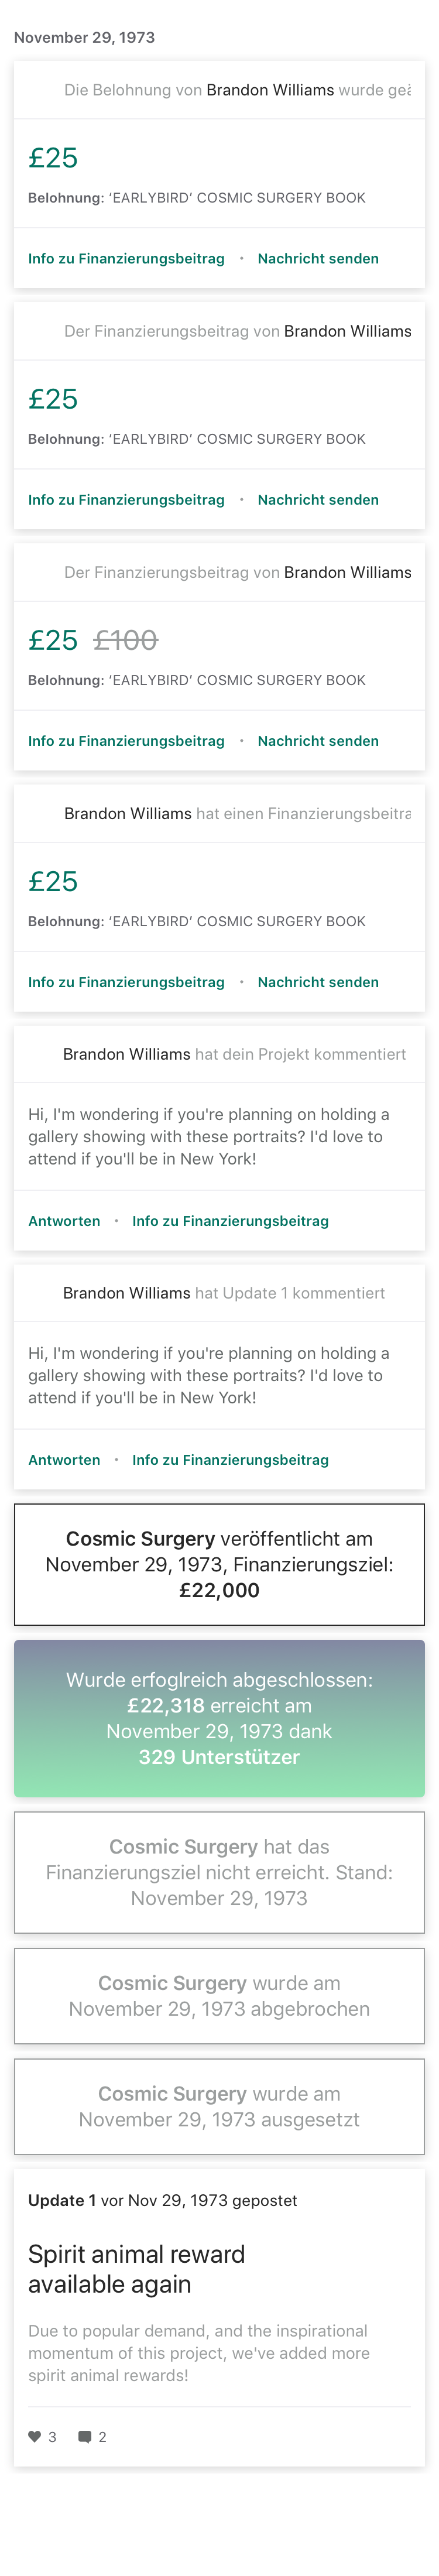 November 29, 1973
Die Belohnung von Brandon Williams wurde
£25
Belohnung: ‘EARLYBIRD’ COSMIC SURGERY BOOK
Info zu Finanzierungsbeitrag • Nachricht senden
Der Finanzierungsbeitrag von Brandon Williams
£25
Belohnung: ‘EARLYBIRD’ COSMIC SURGERY BOOK
Info zu Finanzierungsbeitrag • Nachricht senden
Der Finanzierungsbeitrag von Brandon Williams
£25 £100
Belohnung: ‘EARLYBIRD’ COSMIC SURGERY BOOK
Info zu Finanzierungsbeitrag • Nachricht senden
Brandon Williams hat einen
£25
Belohnung: ‘EARLYBIRD’ COSMIC SURGERY BOOK
Info zu Finanzierungsbeitrag • Nachricht senden
Brandon Williams hat dein Projekt kommentiert
Hi, I'm wondering if you're planning on holding a
gallery showing with these portraits? I'd love to
attend if you'll be in New York!
Antworten • Info zu Finanzierungsbeitrag
Brandon Williams hat Update 1 kommentiert
Hi, I'm wondering if you're planning on holding a
gallery showing with these portraits? I'd love to
attend if you'll be in New York!
Antworten • Info zu Finanzierungsbeitrag
Cosmic Surgery veröffentlicht am
November 29, 1973, Finanzierungsziel:
£22,000
Wurde erfoglreich abgeschlossen:
£22,318 erreicht am
November 29, 1973 dank
329 Unterstützer
Cosmic Surgery hat das
Finanzierungsziel nicht erreicht. Stand:
November 29, 1973
Cosmic Surgery wurde am
November 29, 1973 abgebrochen
Cosmic Surgery wurde am
November 29, 1973 ausgesetzt
Update 1 vor Nov 29, 1973 gepostet
Spirit animal reward
available again
Due to popular demand, and the inspirational
momentum of this project, we've added more
spirit animal rewards!
3 2